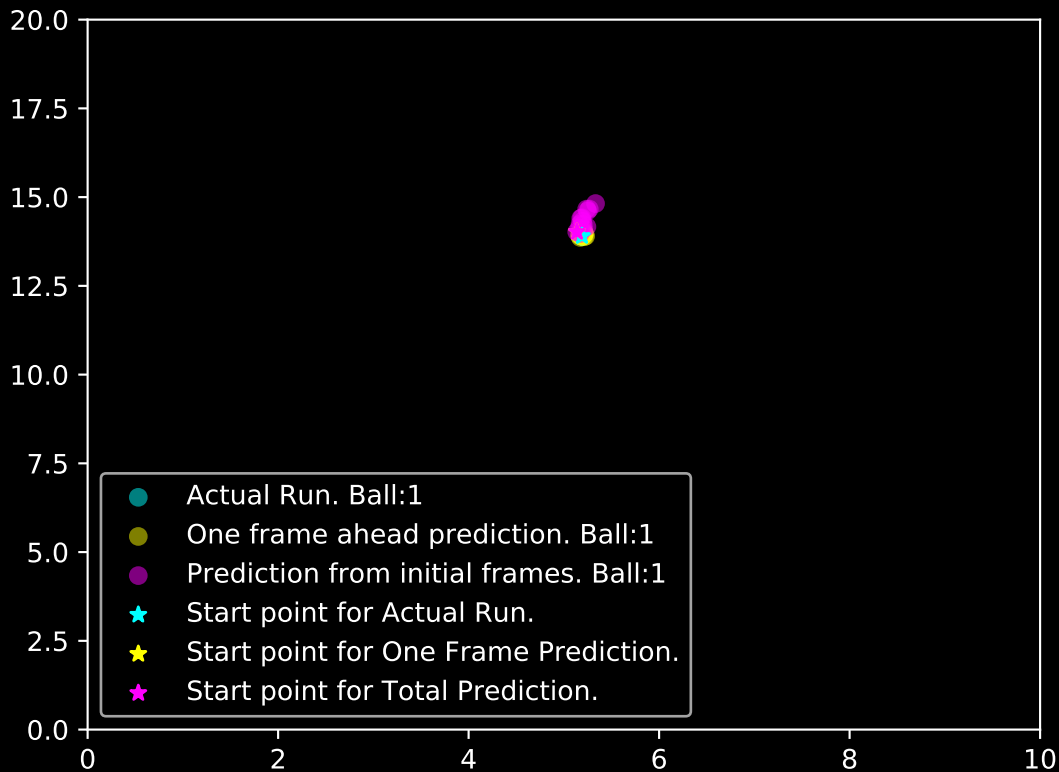 20.0
17.5
15.0
12.5
10.0
7.5
5.0
2.5
0.0
Actual Run. Ball:1
One frame ahead prediction. Ball:1
Prediction from initial frames. Ball:1
Start point for Actual Run.
Start point for One Frame Prediction.
Start point for Total Prediction.
0 2 4 6 8 10